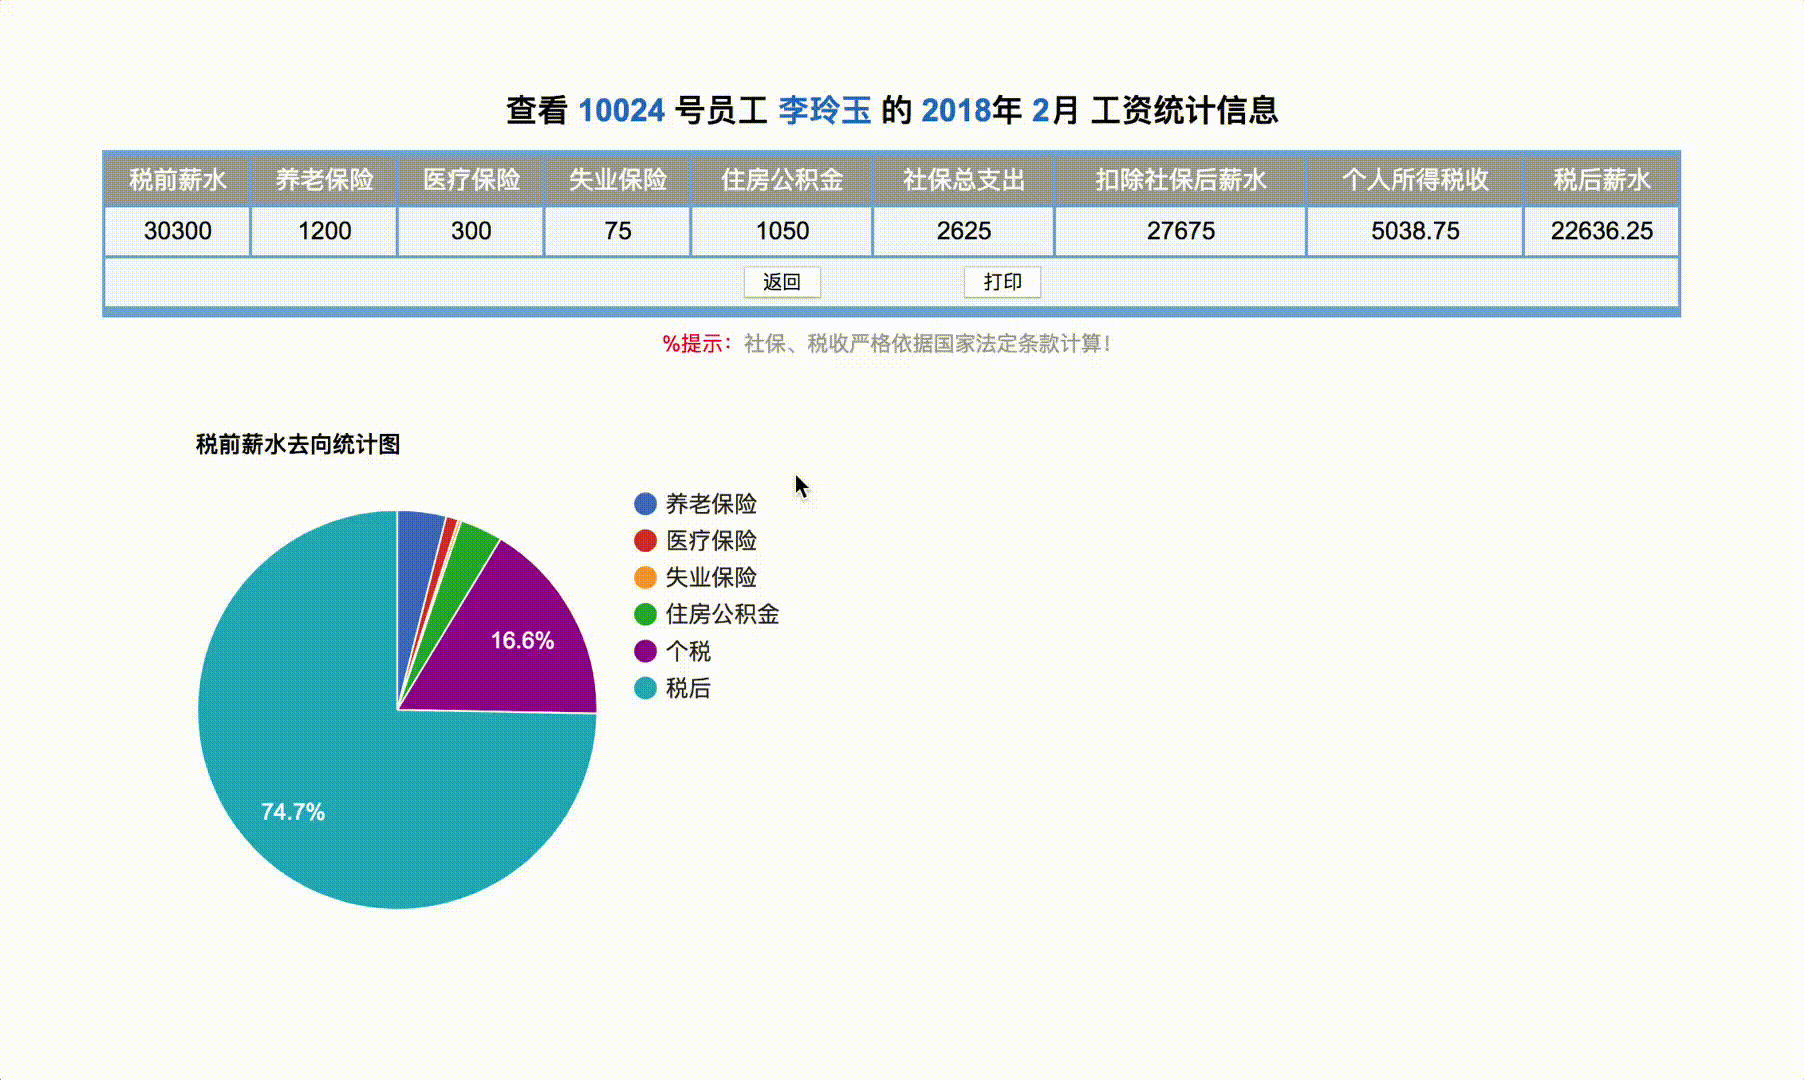 查看 10024 号员工 李玲玉 的 2018年 2月 工资统计信息
税前薪水 养老保险 医疗保险 失业保险 住房公积金 社保总支出 扣除社保后薪水 个人所得税收 税后薪水
30300 1200 300 75 1050 2625 27675 5038.75 22636.25
返回 打印
%提示：社保、税收严格依据国家法定条款计算！
税前薪水去向统计图
养老保险
医疗保险
失业保险
住房公积金
个税
税后
16.6%
74.7%